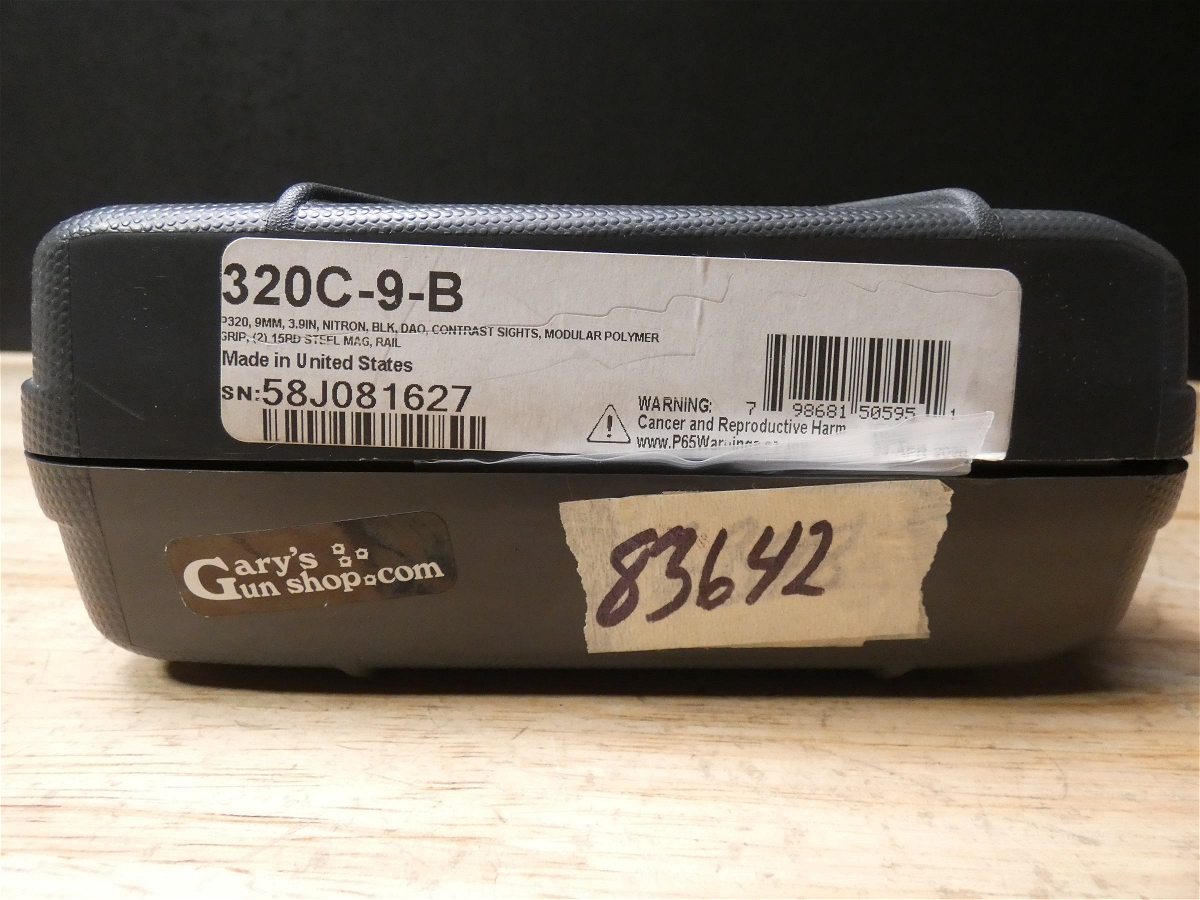 320C-9-B
P320, 9MM, 3.9IN, NITRON, BLK, DAO, CONTRAST SIGHTS, MODULAR POLYMER
GRIP, (2) 15RD STEEL MAG, RAIL
Made in United States
SN:58J081627
WARNING:
Cancer and Reproductive Harm
www.P65Warnings
7 98681 50595 1
Gary's
Gun shop.com
83642